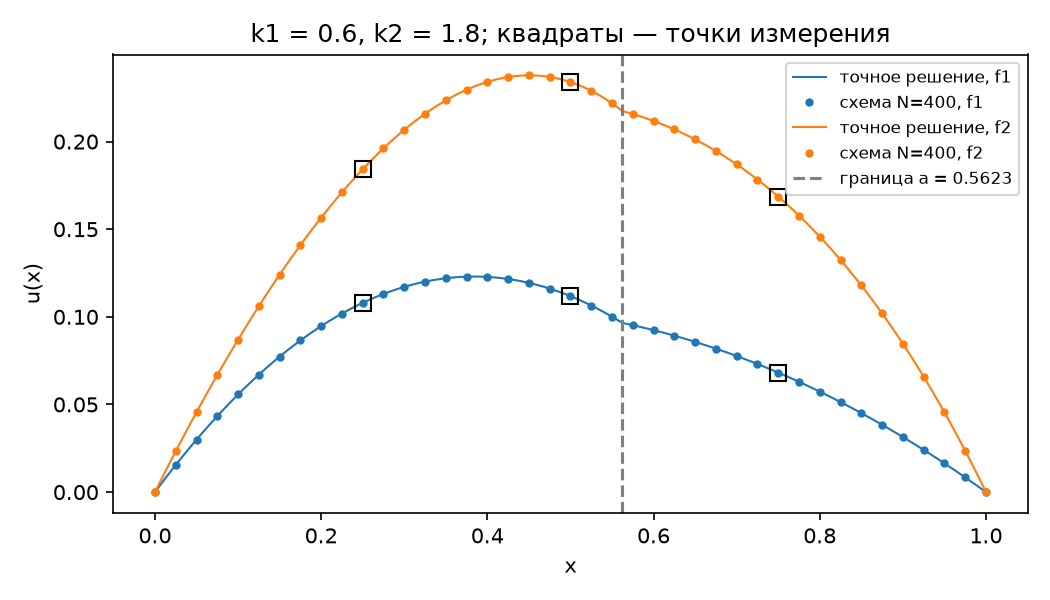 k1 = 0.6, k2 = 1.8; квадраты — точки измерения
u(x)
0.20
0.15
0.10
0.05
0.00
точное решение, f1
схема N=400, f1
точное решение, f2
схема N=400, f2
граница a = 0.5623
0.0 0.2 0.4 0.6 0.8 1.0
x